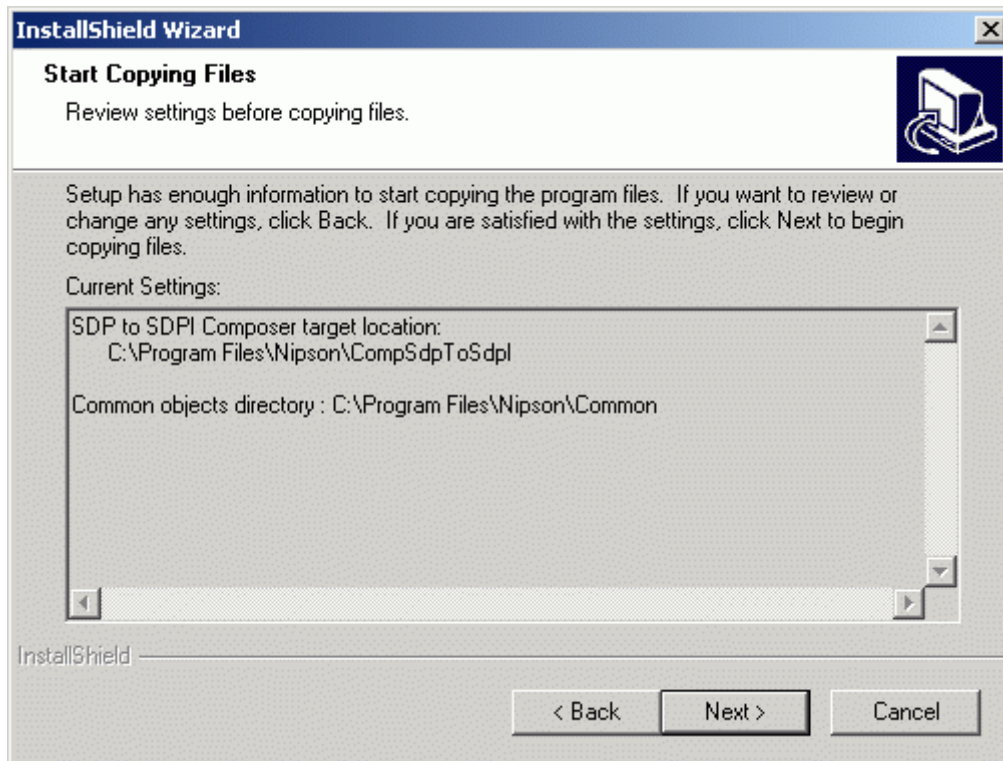 InstallShield Wizard
Start Copying Files
Review settings before copying files.
Setup has enough information to start copying the program files.  If you want to review or
change any settings, click Back.  If you are satisfied with the settings, click Next to begin
copying files.
Current Settings:
SDP to SDPI Composer target location:
C:\Program Files\Nipson\CompSdpToSdpI
Common objects directory : C:\Program Files\Nipson\Common
InstallShield
< Back
Next >
Cancel